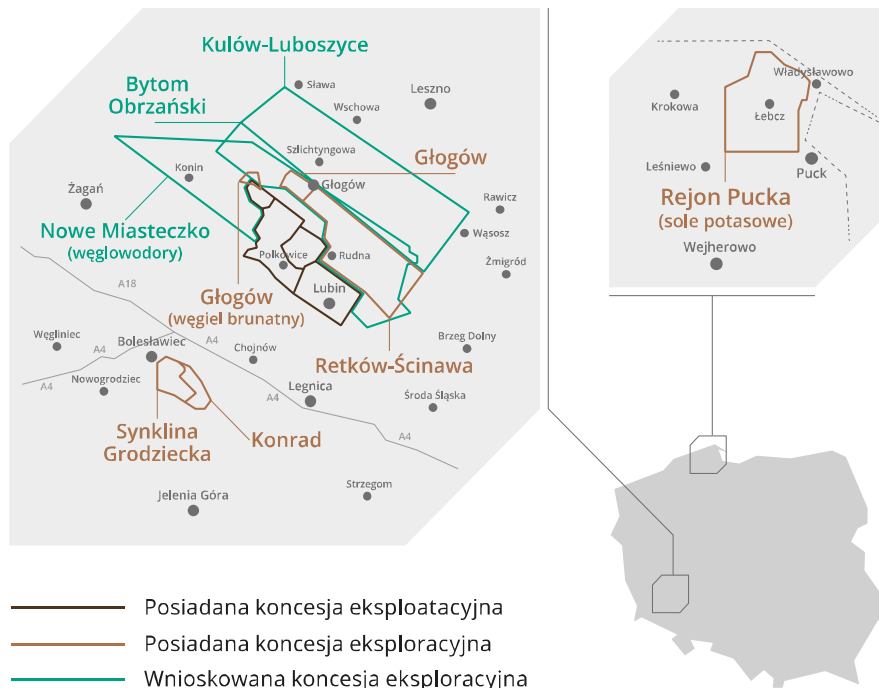 Kulów-Luboszyce
Bytom
Obrzański
Sława
Leszno
Wschowa
Szlichtyngowa
Głogów
Konin
Głogów
Żagań
Rawicz
Nowe Miasteczko
(węglowodory)
Wąsosz
Polkowice
Rudna
Żmigród
A18
Głogów
(węgiel brunatny)
Lubin
Węgliniec
Bolesławiec
A4
A4
Chojnów
Brzeg Dolny
Retków-Ścinawa
Nowogrodziec
A4
Legnica
Środa Śląska
Synklina
Grodziecka
Konrad
A4
Jelenia Góra
Strzegom
Władysławowo
Krokowa
Łebcz
Leśniewo
Puck
Rejon Pucka
(sole potasowe)
Wejherowo
Posiadana koncesja eksploatacyjna
Posiadana koncesja eksploracyjna
Wnioskowana koncesja eksploracyjna